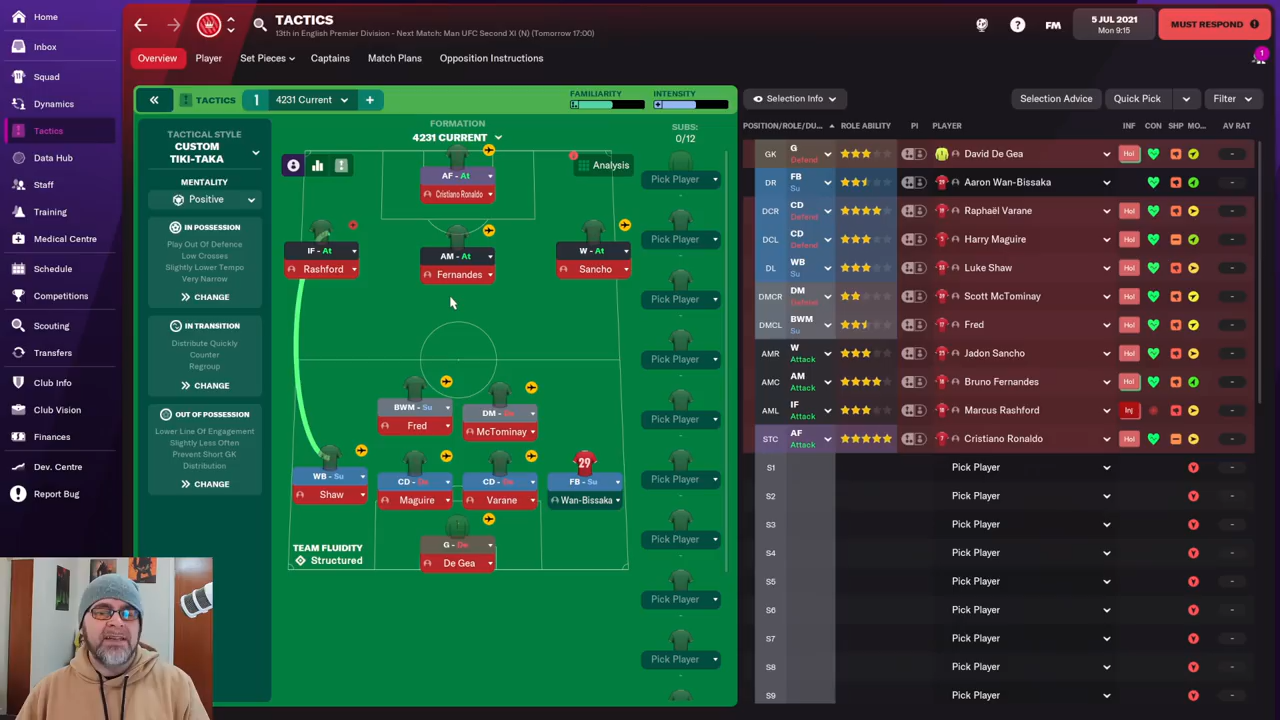 Home
Inbox
Squad
Dynamics
Tactics
Data Hub
Staff
Training
Medical Centre
Schedule
Competitions
Scouting
Transfers
Club Info
Club Vision
Finances
Dev. Centre
Report Bug
TACTICS
13th in English Premier Division - Next Match: Man UFC Second XI (N) (Tomorrow 17:00)
FM
5 JUL 2021
Mon 9:15
MUST RESPOND
1
Overview
Player
Set Pieces
Captains
Match Plans
Opposition Instructions
TACTICS
1
4231 Current
FAMILIARITY
INTENSITY
TACTICAL STYLE
CUSTOM
TIKI-TAKA
MENTALITY
Positive
IN POSSESSION
Play Out Of Defence
Low Crosses
Slightly Lower Tempo
Very Narrow
CHANGE
IN TRANSITION
Distribute Quickly
Counter
Regroup
CHANGE
OUT OF POSSESSION
Lower Line of Engagement
Slightly Less Often
Prevent Short GK
Distribution
CHANGE
FORMATION
4231 CURRENT
SUBS:
0/12
Analysis
AF - At
Cristiano Ronaldo
IF - At
Rashford
AM - At
Fernandes
W - At
Sancho
BWM - Su
Fred
DM - De
McTominay
29
WB - Su
Shaw
CD - De
Maguire
CD - De
Varane
FB - Su
Wan-Bissaka
G - De
De Gea
TEAM FLUIDITY
Structured
Pick Player
-
Pick Player
-
Pick Player
-
Pick Player
-
Pick Player
-
Pick Player
-
Pick Player
-
Pick Player
-
Pick Player
-
Selection Info
Selection Advice
Quick Pick
Filter
POSITION/ROLE/DU... ROLE ABILITY PI PLAYER INF CON SHP MO... AV RAT
GK G Defend David De Gea Hol -
DR FB Su Aaron Wan-Bissaka -
DCR CD Defend Raphaël Varane Hol -
DCL CD Defend Harry Maguire Hol -
DL WB Su Luke Shaw Hol -
DMCR DM Defend Scott McTominay Hol -
DMCL BWM Su Fred Hol -
AMR W Attack Jadon Sancho Hol -
AMC AM Attack Bruno Fernandes Hol -
AML IF Attack Marcus Rashford Inj -
STC AF Attack Cristiano Ronaldo Hol -
S1 Pick Player -
S2 Pick Player -
S3 Pick Player -
S4 Pick Player -
S5 Pick Player -
S6 Pick Player -
S7 Pick Player -
S8 Pick Player -
S9 Pick Player -